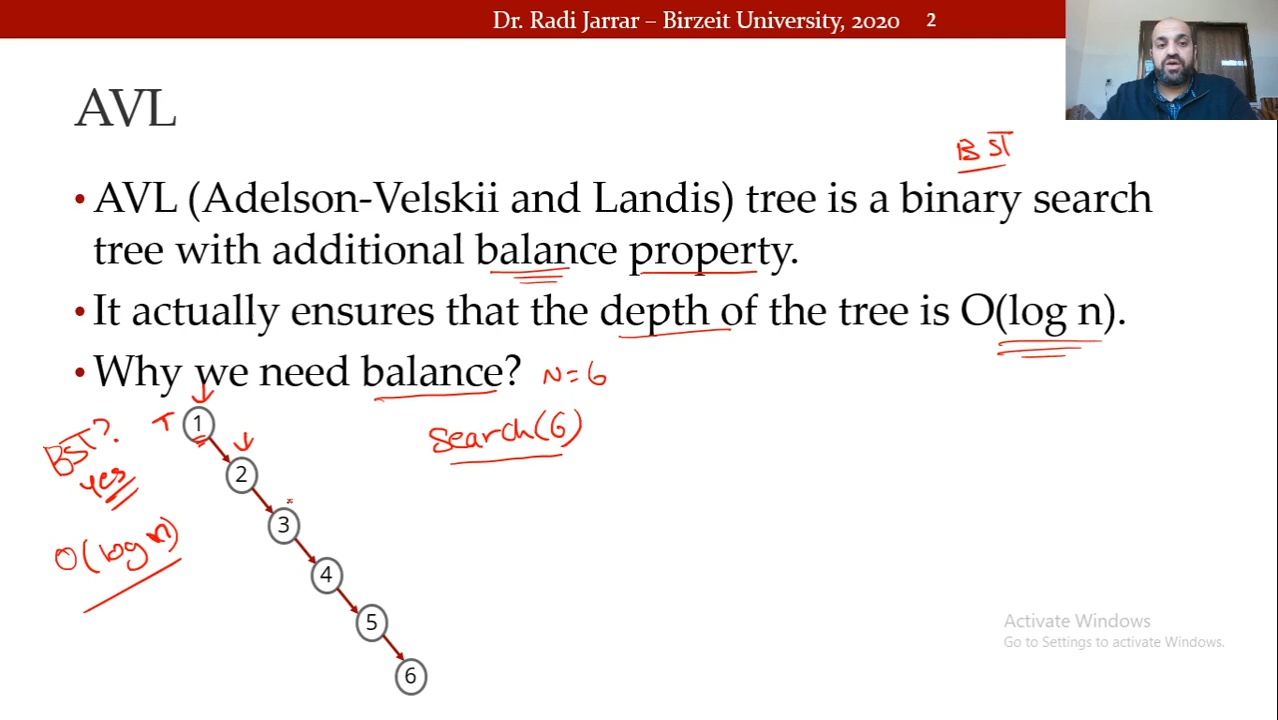 Dr. Radi Jarrar – Birzeit University, 2020 2
AVL
BST
• AVL (Adelson-Velskii and Landis) tree is a binary search
tree with additional balance property.
• It actually ensures that the depth of the tree is O(log n).
• Why we need balance? N=6
T 1
BST?
yes
Search(6)
2
3
O(log n)
4
5
6
Activate Windows
Go to Settings to activate Windows.